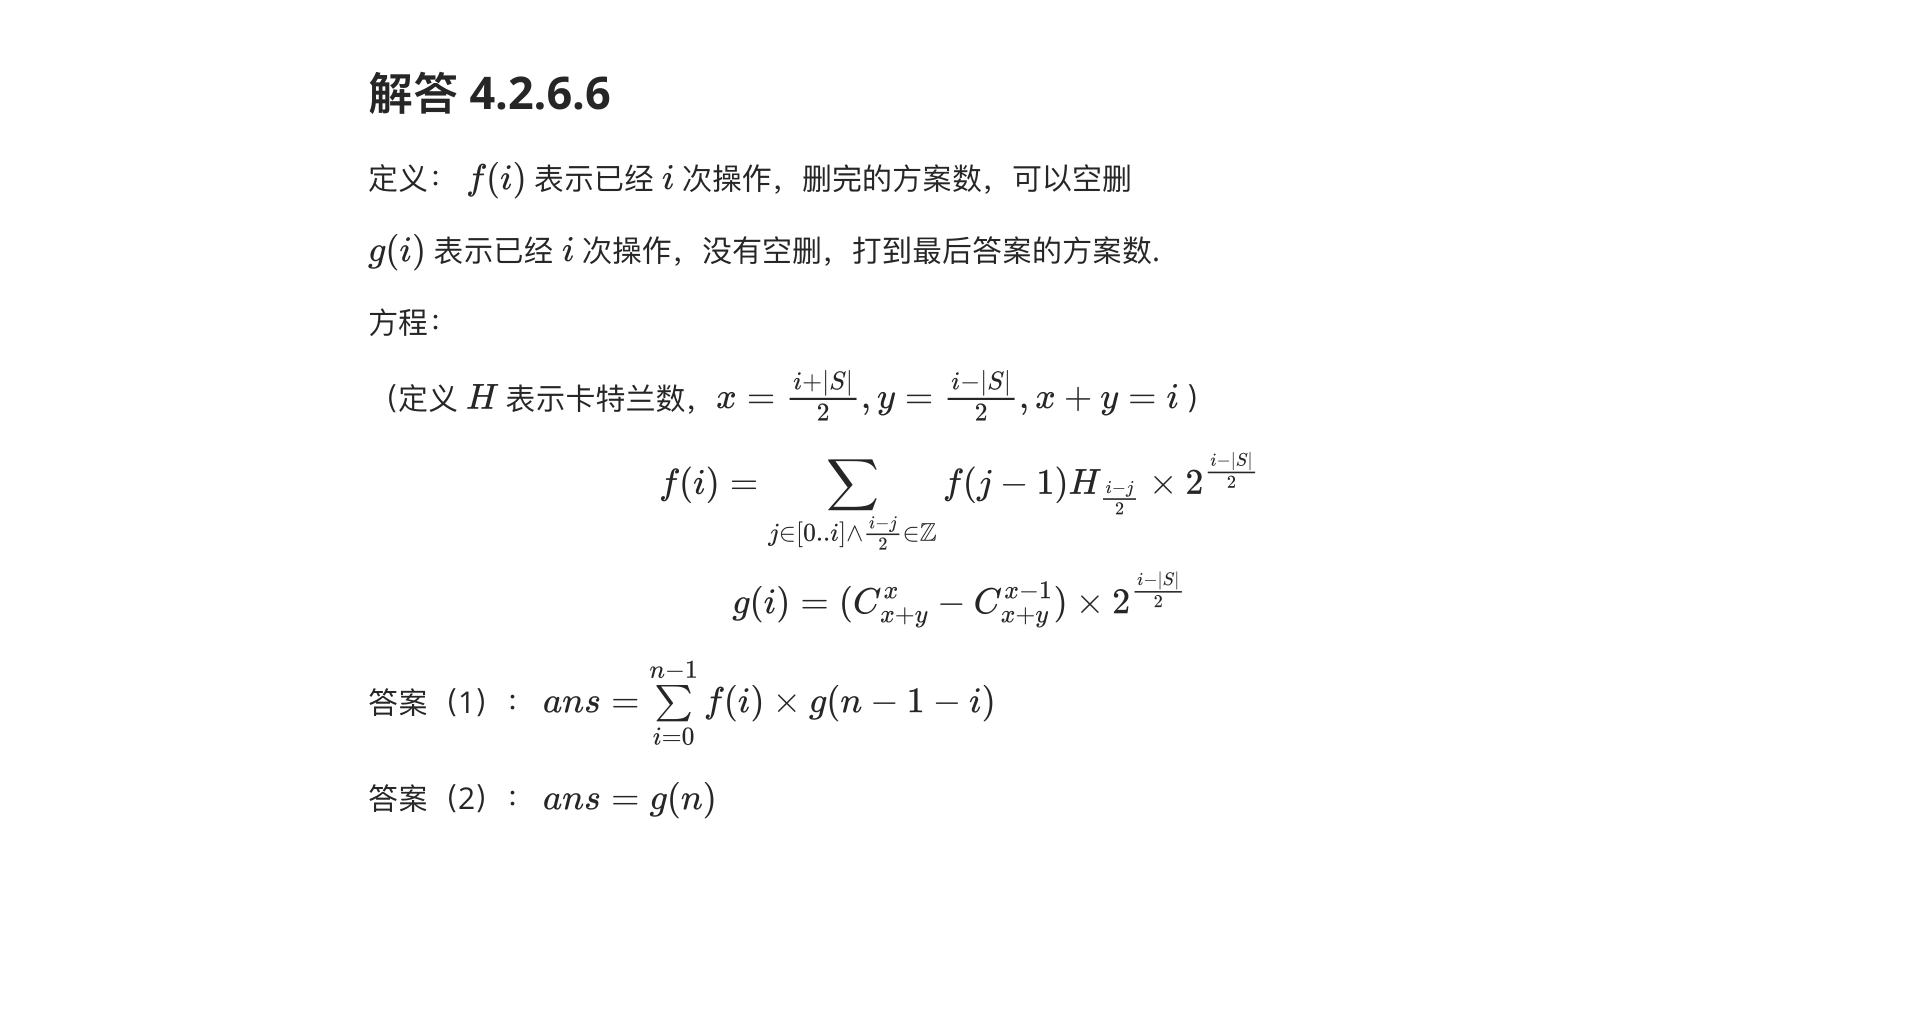 解答 4.2.6.6
定义： $f(i)$ 表示已经 $i$ 次操作，删完的方案数，可以空删
$g(i)$ 表示已经 $i$ 次操作，没有空删，打到最后答案的方案数.
方程：
（定义 $H$ 表示卡特兰数，$x = \frac{i+|S|}{2}, y = \frac{i-|S|}{2}, x + y = i$ ）
$f(i) = \sum_{j\in[0..i]\wedge\frac{i-j}{2}\in\mathbb{Z}} f(j-1)H_{\frac{i-j}{2}} \times 2^{\frac{i-|S|}{2}}$
$g(i) = (C_{x+y}^{x} - C_{x+y}^{x-1}) \times 2^{\frac{i-|S|}{2}}$
答案（1）： $ans = \sum_{i=0}^{n-1} f(i) \times g(n-1-i)$
答案（2）： $ans = g(n)$